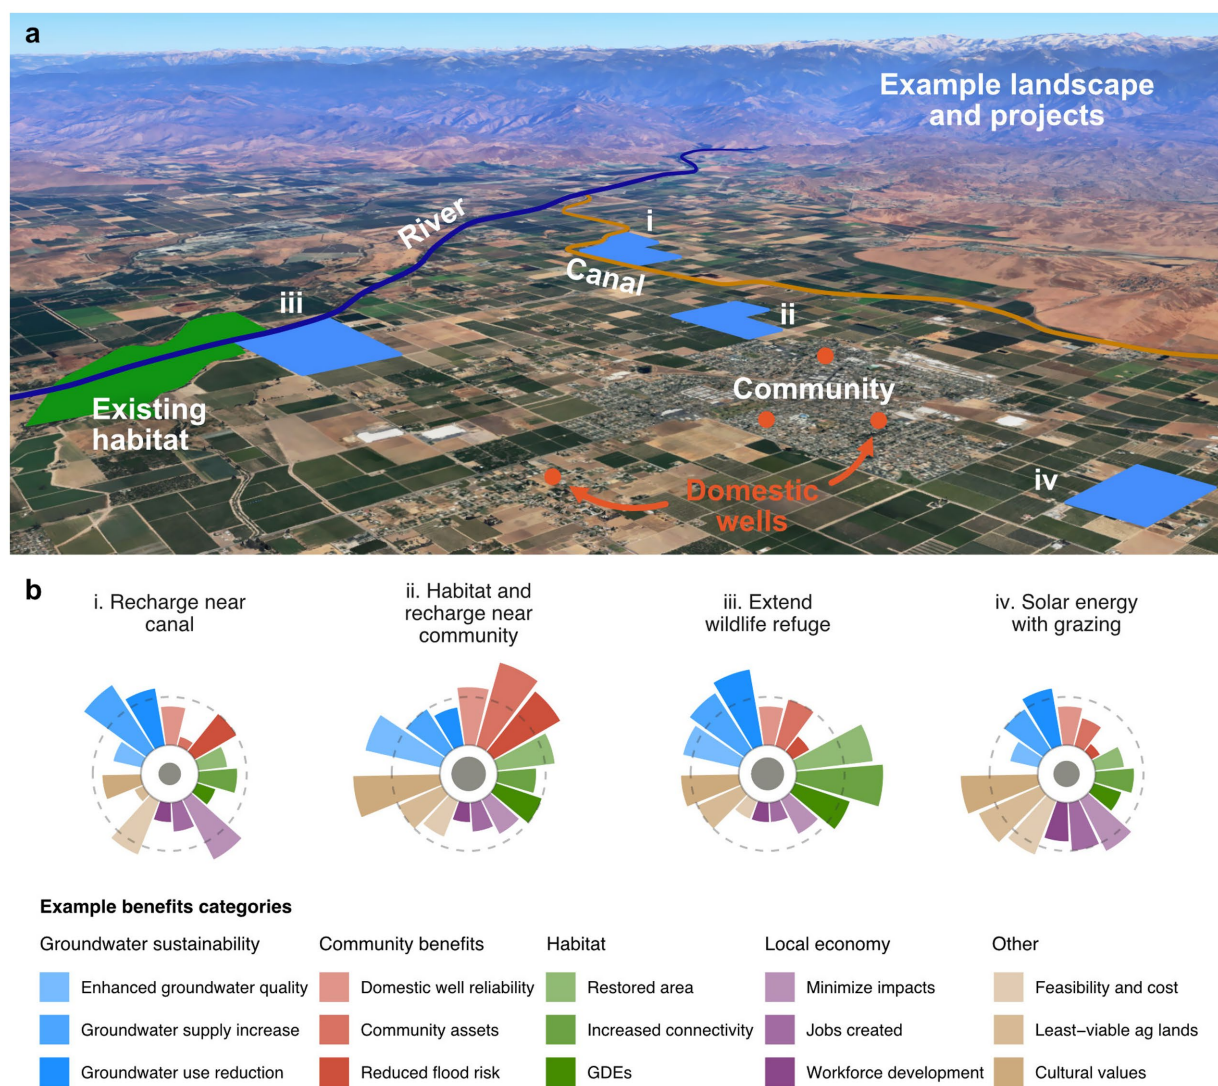 a
Example landscape
and projects
River
i
Canal
iii
ii
Community
Existing
habitat
iv
Domestic
wells
b
i. Recharge near
canal
ii. Habitat and
recharge near
community
iii. Extend
wildlife refuge
iv. Solar energy
with grazing
Example benefits categories
Groundwater sustainability
Enhanced groundwater quality
Groundwater supply increase
Groundwater use reduction
Community benefits
Domestic well reliability
Community assets
Reduced flood risk
Habitat
Restored area
Increased connectivity
GDEs
Local economy
Minimize impacts
Jobs created
Workforce development
Other
Feasibility and cost
Least−viable ag lands
Cultural values